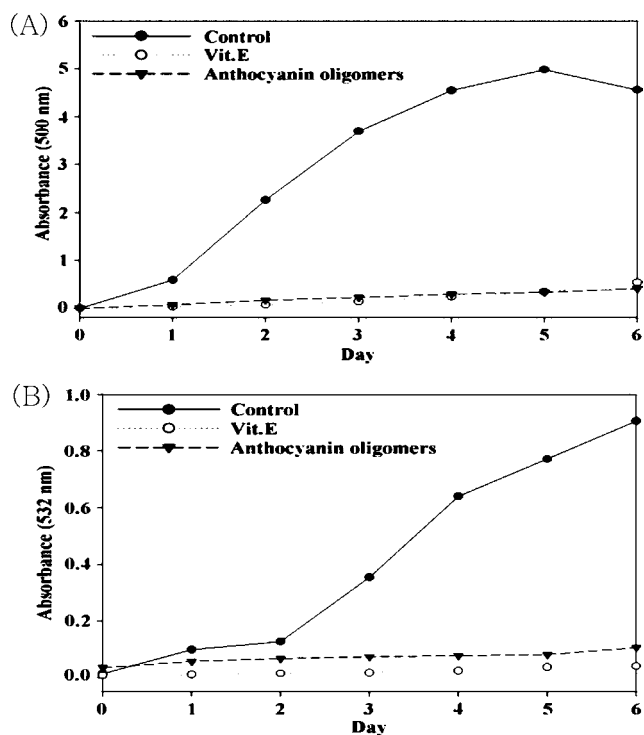 (A)
6
5
4
3
2
1
0
Absorbance (500 nm)
Control
Vit.E
Anthocyanin oligomers
0 1 2 3 4 5 6
Day
(B)
1.0
0.8
0.6
0.4
0.2
0.0
Absorbance (532 nm)
Control
Vit.E
Anthocyanin oligomers
0 1 2 3 4 5 6
Day